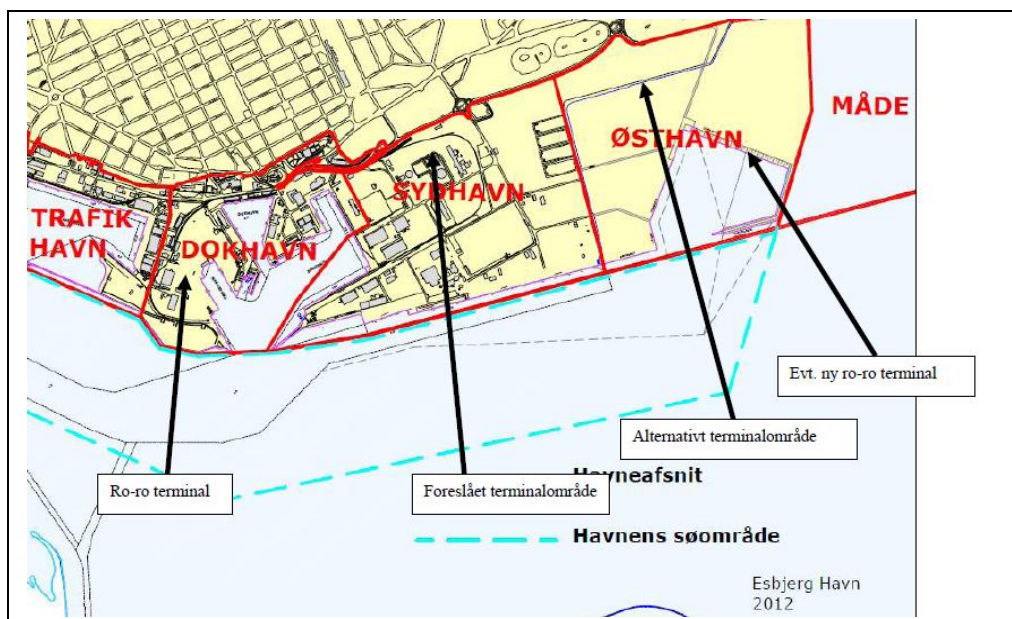 MÅDE
ØSTHAVN
SYDHAVN
TRAFIK
HAVN
DOKHAVN
Evt. ny ro-ro terminal
Alternativt terminalområde
Ro-ro terminal
Foreslået terminalområde
Havneafsnit
Havnens søområde
Esbjerg Havn
2012